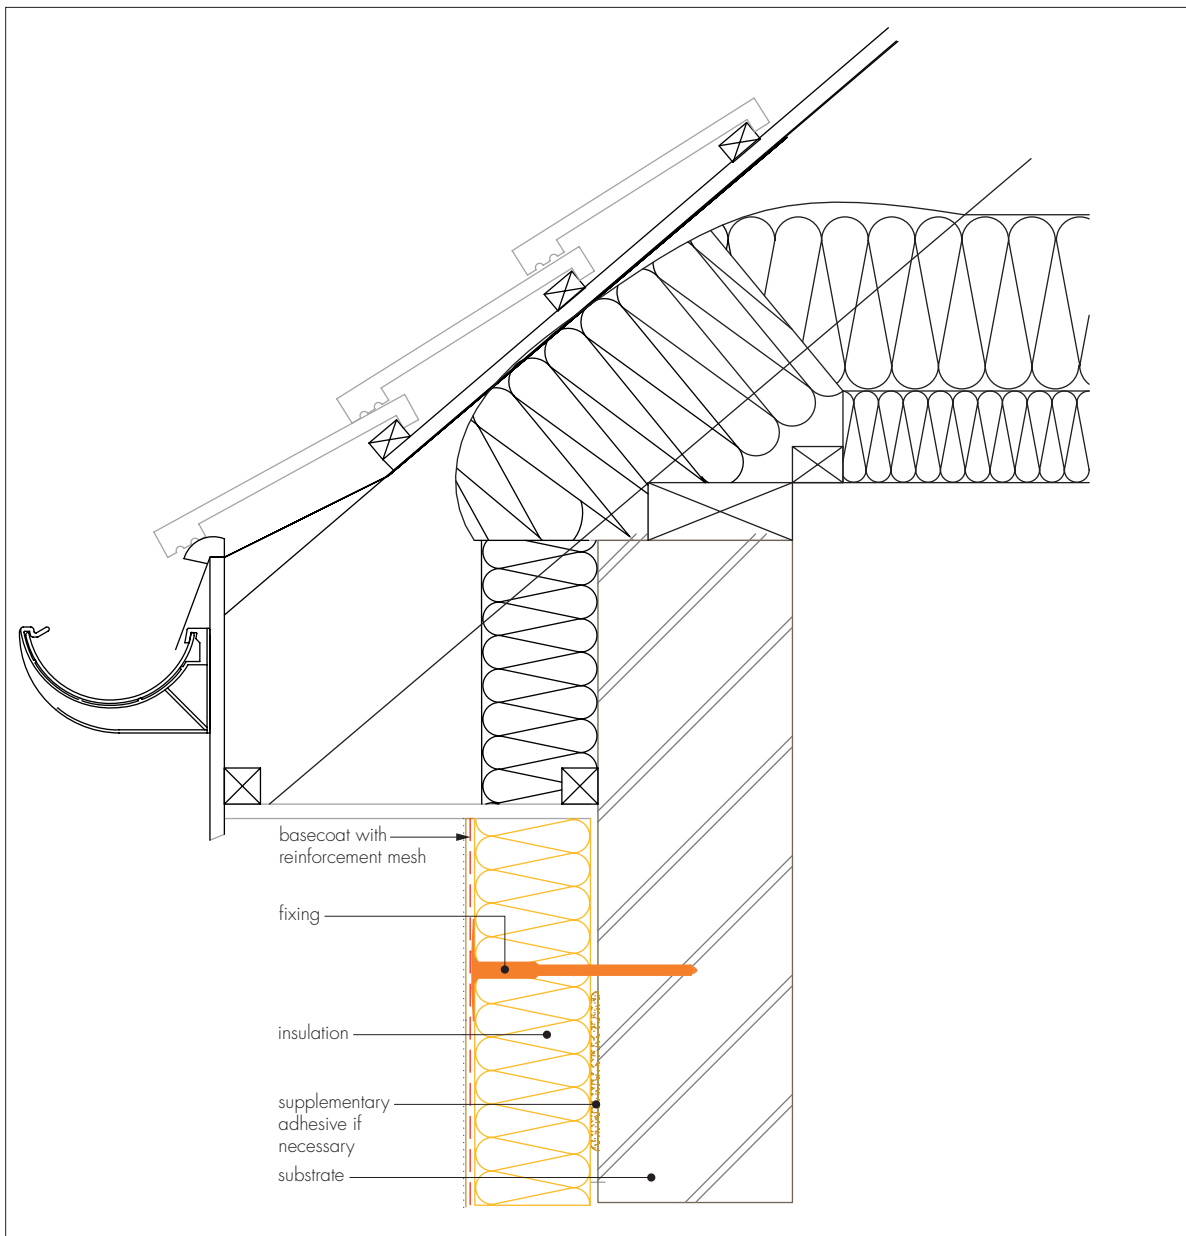 basecoat with
reinforcement mesh
fixing
insulation
supplementary
adhesive if
necessary
substrate